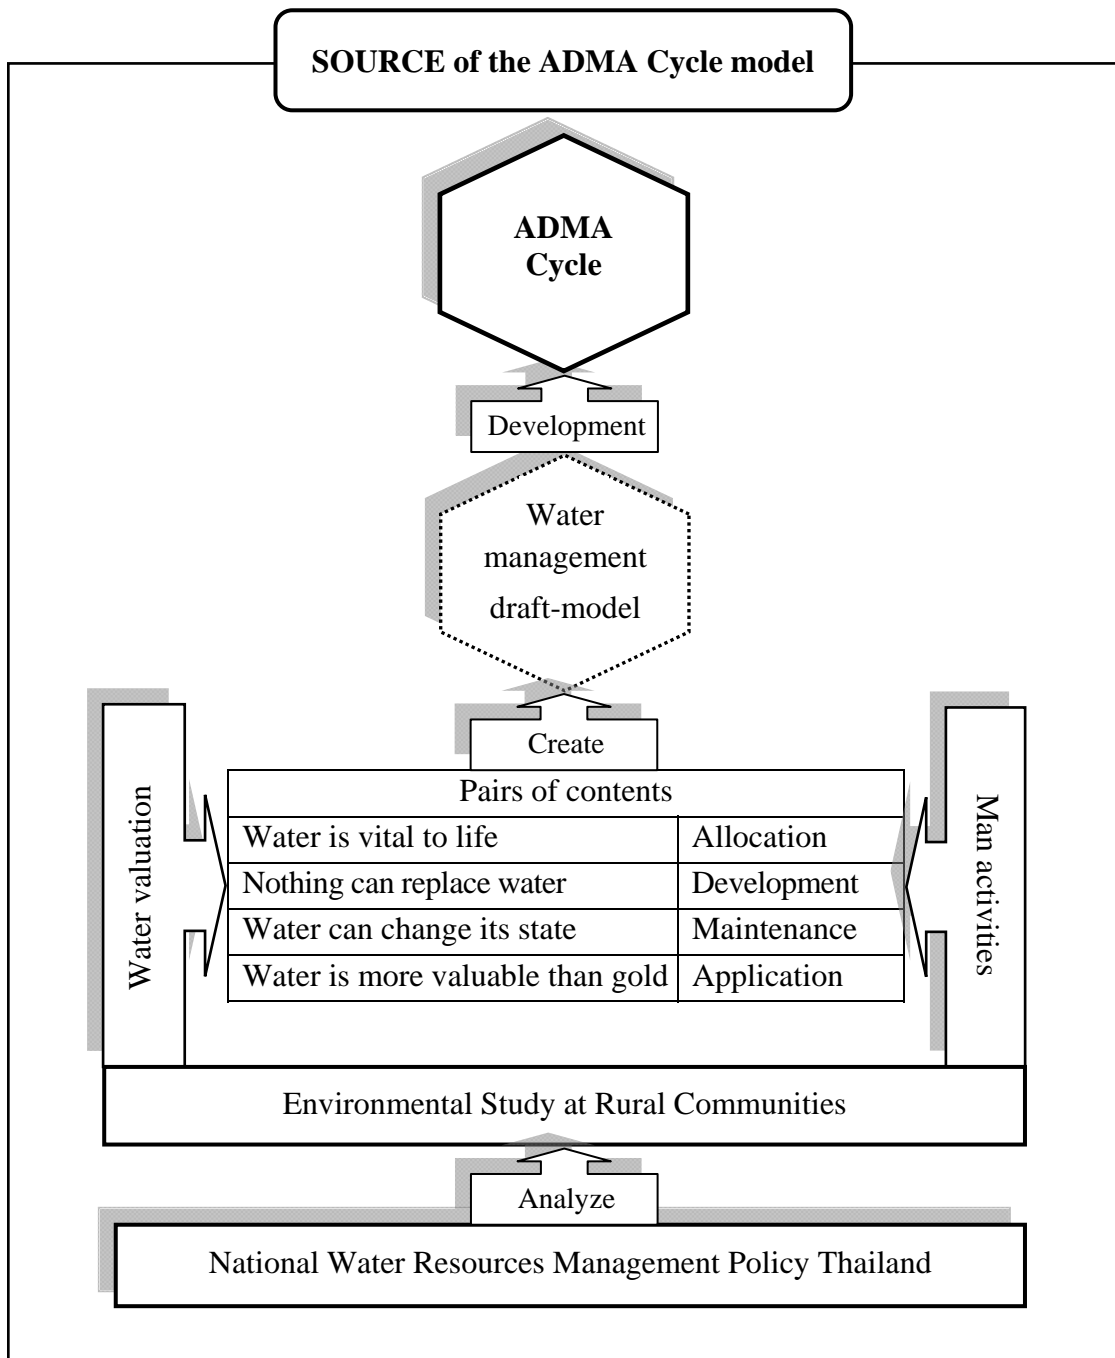 SOURCE of the ADMA Cycle model
ADMA
Cycle
Development
Water
management
draft-model
Create
Water valuation
Pairs of contents
Water is vital to life Allocation
Nothing can replace water Development
Water can change its state Maintenance
Water is more valuable than gold Application
Man activities
Environmental Study at Rural Communities
Analyze
National Water Resources Management Policy Thailand